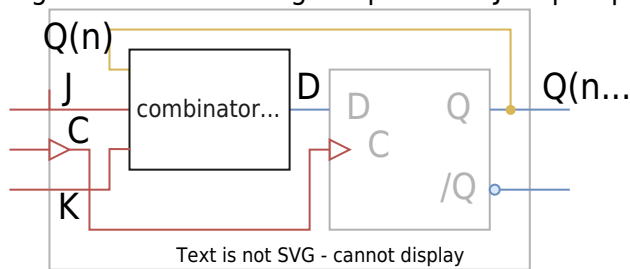 Q(n)
J
D
Q(n...
combinator...
D
Q
C
C
/Q
K
Text is not SVG - cannot display